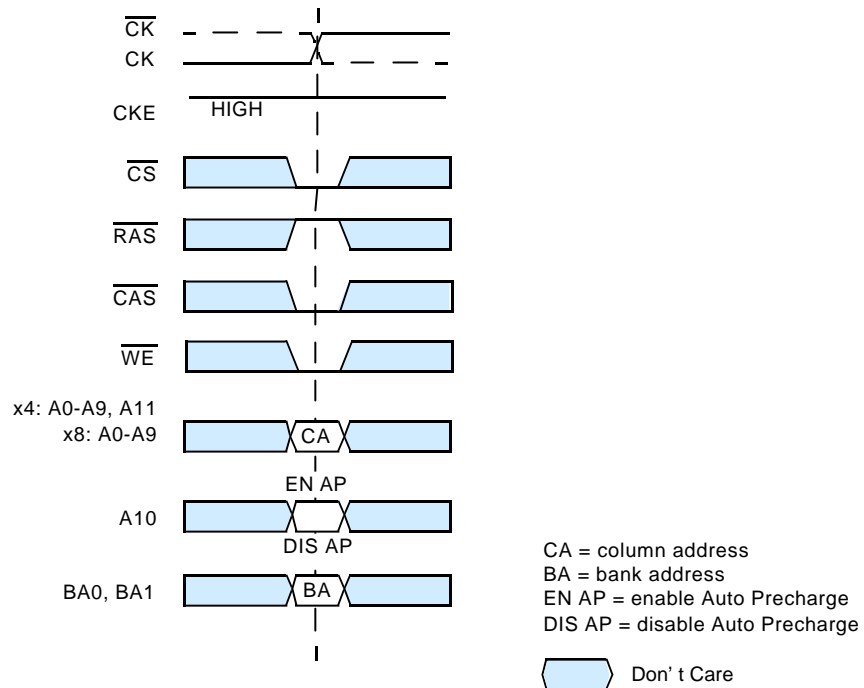 CK
CK
CKE
HIGH
CS
RAS
CAS
WE
x4: A0-A9, A11
x8: A0-A9
CA
EN AP
A10
DIS AP
BA0, BA1
BA
CA = column address
BA = bank address
EN AP = enable Auto Precharge
DIS AP = disable Auto Precharge
Don' t Care